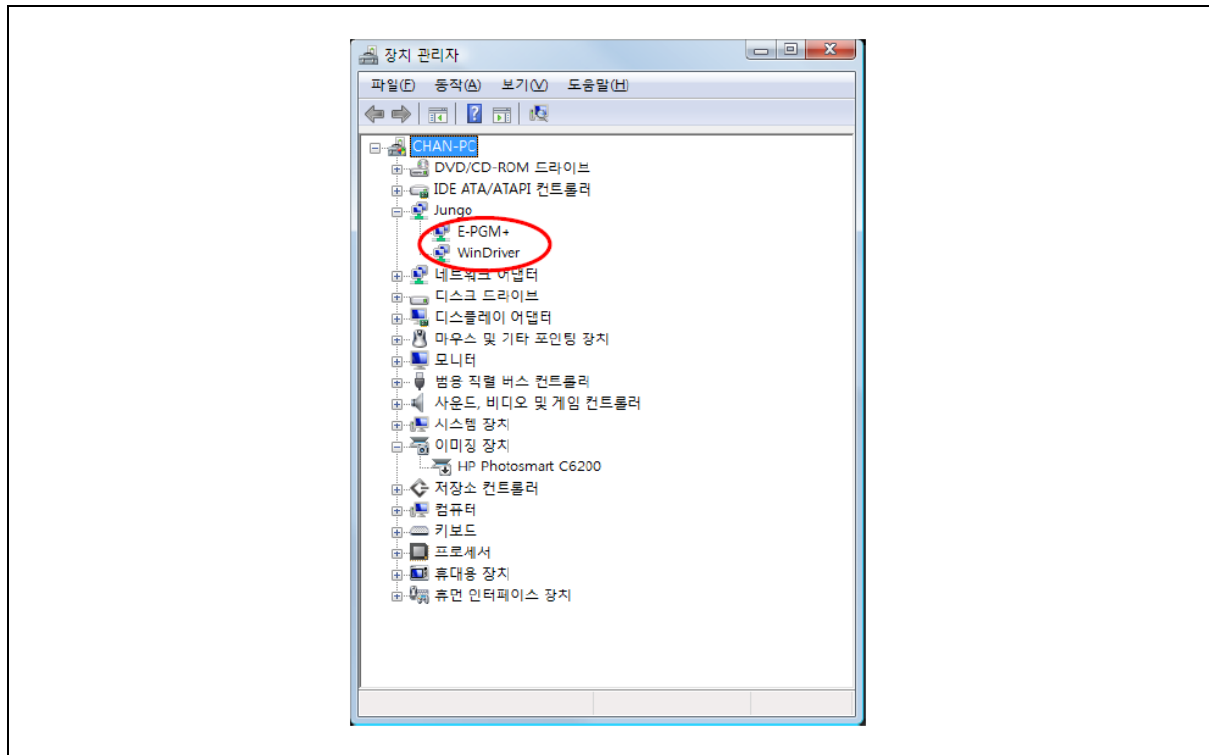 장치 관리자
파일(F) 동작(A) 보기(V) 도움말(H)
CHAN-PC
DVD/CD-ROM 드라이브
IDE ATA/ATAPI 컨트롤러
Jungo
E-PGM+
WinDriver
네트워크 어댑터
디스크 드라이브
디스플레이 어댑터
마우스 및 기타 포인팅 장치
모니터
범용 직렬 버스 컨트롤러
사운드, 비디오 및 게임 컨트롤러
시스템 장치
이미징 장치
HP Photosmart C6200
저장소 컨트롤러
컴퓨터
키보드
프로세서
휴대용 장치
휴먼 인터페이스 장치